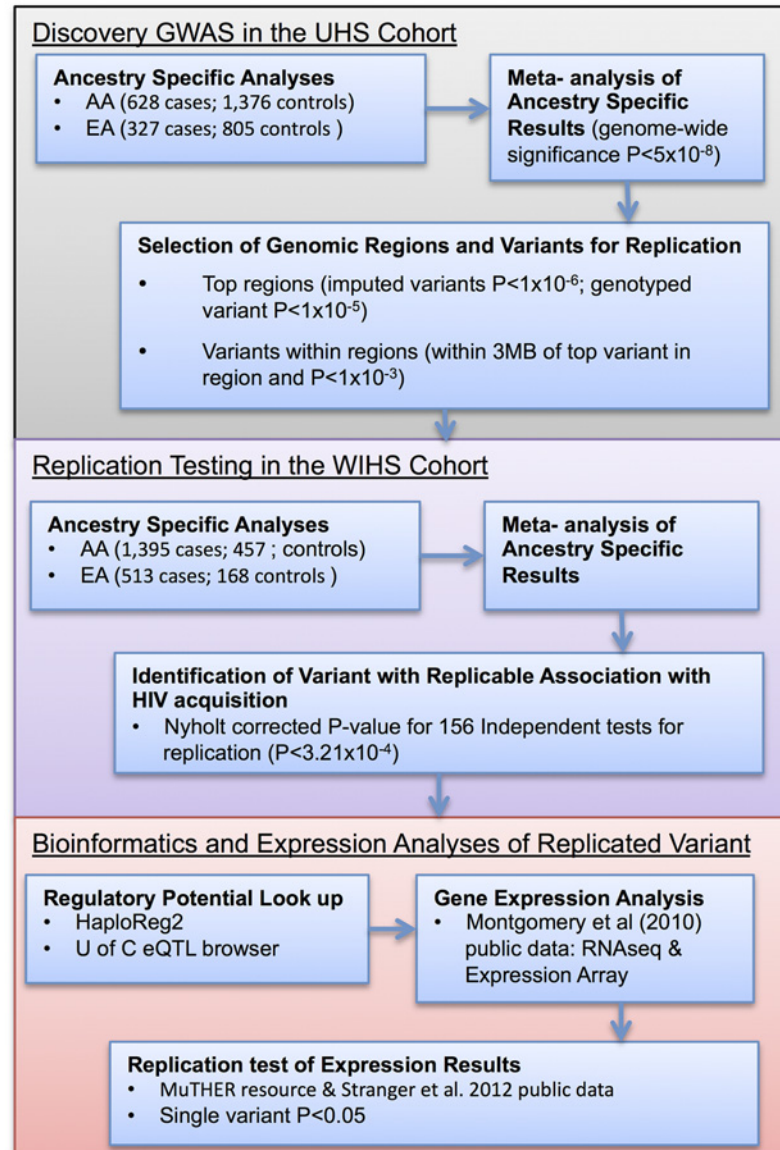 Discovery GWAS in the UHS Cohort
Ancestry Specific Analyses
• AA (628 cases; 1,376 controls)
• EA (327 cases; 805 controls )
Meta- analysis of
Ancestry Specific
Results (genome-wide
significance P<5x10⁻⁸)
Selection of Genomic Regions and Variants for Replication
• Top regions (imputed variants P<1x10⁻⁶; genotyped
variant P<1x10⁻⁵)
• Variants within regions (within 3MB of top variant in
region and P<1x10⁻³)
Replication Testing in the WIHS Cohort
Ancestry Specific Analyses
• AA (1,395 cases; 457 ; controls)
• EA (513 cases; 168 controls )
Meta- analysis of
Ancestry Specific
Results
Identification of Variant with Replicable Association with
HIV acquisition
• Nyholt corrected P-value for 156 Independent tests for
replication (P<3.21x10⁻⁴)
Bioinformatics and Expression Analyses of Replicated Variant
Regulatory Potential Look up
• HaploReg2
• U of C eQTL browser
Gene Expression Analysis
• Montgomery et al (2010)
public data: RNAseq &
Expression Array
Replication test of Expression Results
• MuTHER resource & Stranger et al. 2012 public data
• Single variant P<0.05